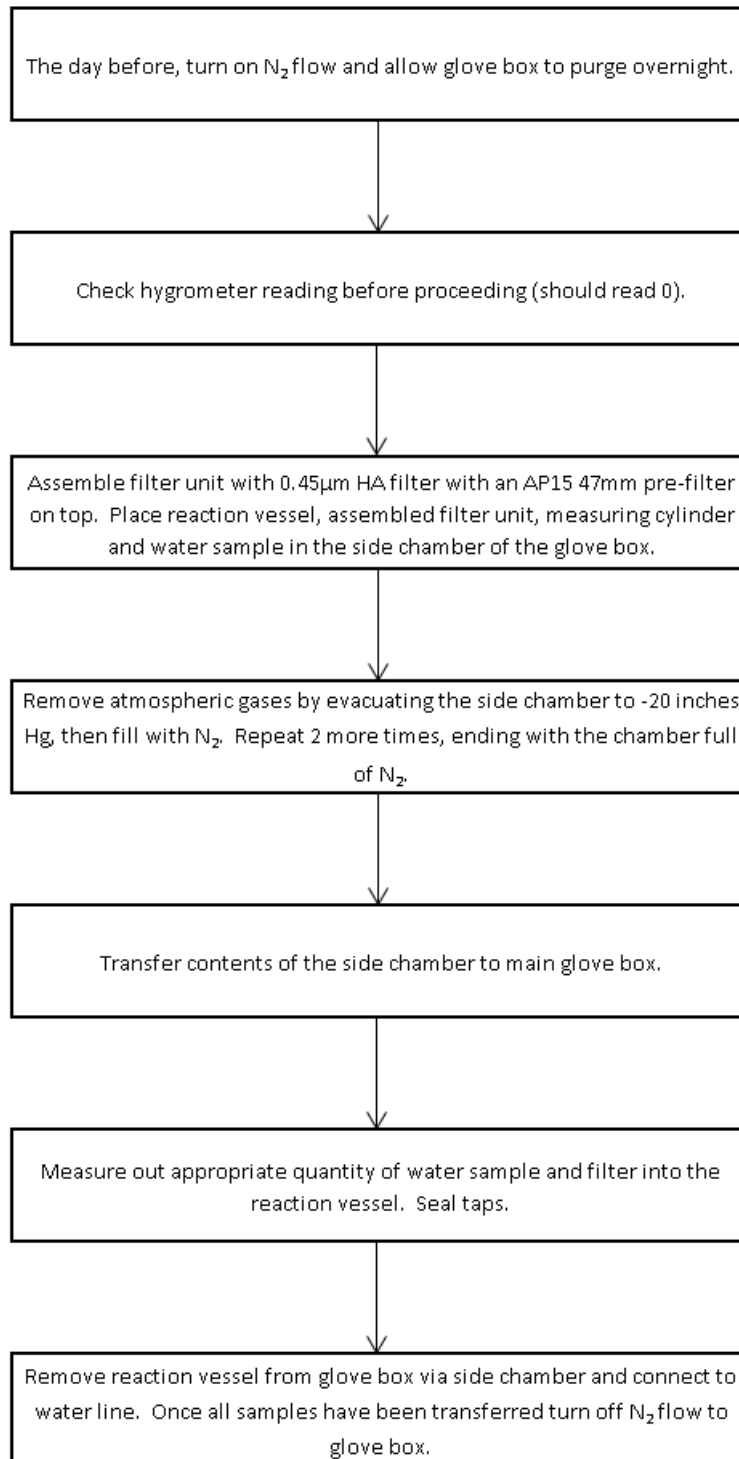 The day before, turn on N₂ flow and allow glove box to purge overnight.
Check hygrometer reading before proceeding (should read 0).
Assemble filter unit with 0.45µm HA filter with an AP15 47mm pre-filter
on top. Place reaction vessel, assembled filter unit, measuring cylinder
and water sample in the side chamber of the glove box.
Remove atmospheric gases by evacuating the side chamber to -20 inches
Hg, then fill with N₂. Repeat 2 more times, ending with the chamber full
of N₂.
Transfer contents of the side chamber to main glove box.
Measure out appropriate quantity of water sample and filter into the
reaction vessel. Seal taps.
Remove reaction vessel from glove box via side chamber and connect to
water line. Once all samples have been transferred turn off N₂ flow to
glove box.